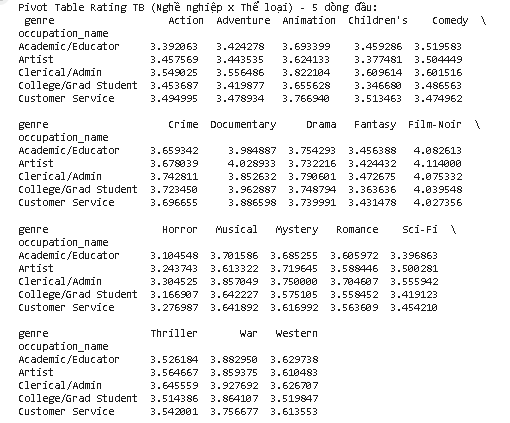 Pivot Table Rating TB (Nghề nghiệp x Thể loại) - 5 dòng đầu:
genre Action Adventure Animation Children's Comedy \
occupation_name
Academic/Educator 3.392063 3.424278 3.693399 3.459286 3.519583
Artist 3.457569 3.443535 3.624133 3.377481 3.504449
Clerical/Admin 3.549025 3.556486 3.822104 3.609614 3.601516
College/Grad Student 3.453687 3.419877 3.655628 3.346680 3.486563
Customer Service 3.494995 3.478934 3.766940 3.513463 3.474962
genre Crime Documentary Drama Fantasy Film-Noir \
occupation_name
Academic/Educator 3.659342 3.984887 3.754293 3.456388 4.082613
Artist 3.678039 4.028933 3.732216 3.424432 4.114000
Clerical/Admin 3.742811 3.852632 3.790601 3.472675 4.075332
College/Grad Student 3.723450 3.962887 3.748794 3.363636 4.039548
Customer Service 3.696655 3.886598 3.739991 3.431478 4.027356
genre Horror Musical Mystery Romance Sci-Fi \
occupation_name
Academic/Educator 3.104548 3.701586 3.685255 3.605972 3.396863
Artist 3.243743 3.613322 3.719645 3.588446 3.500281
Clerical/Admin 3.304525 3.857049 3.750000 3.704607 3.555942
College/Grad Student 3.166907 3.642227 3.575105 3.558452 3.419123
Customer Service 3.276987 3.641892 3.616992 3.563609 3.454210
genre Thriller War Western
occupation_name
Academic/Educator 3.526184 3.882950 3.629738
Artist 3.564667 3.859375 3.610483
Clerical/Admin 3.645559 3.927692 3.626707
College/Grad Student 3.514386 3.864107 3.519847
Customer Service 3.542001 3.756677 3.613553